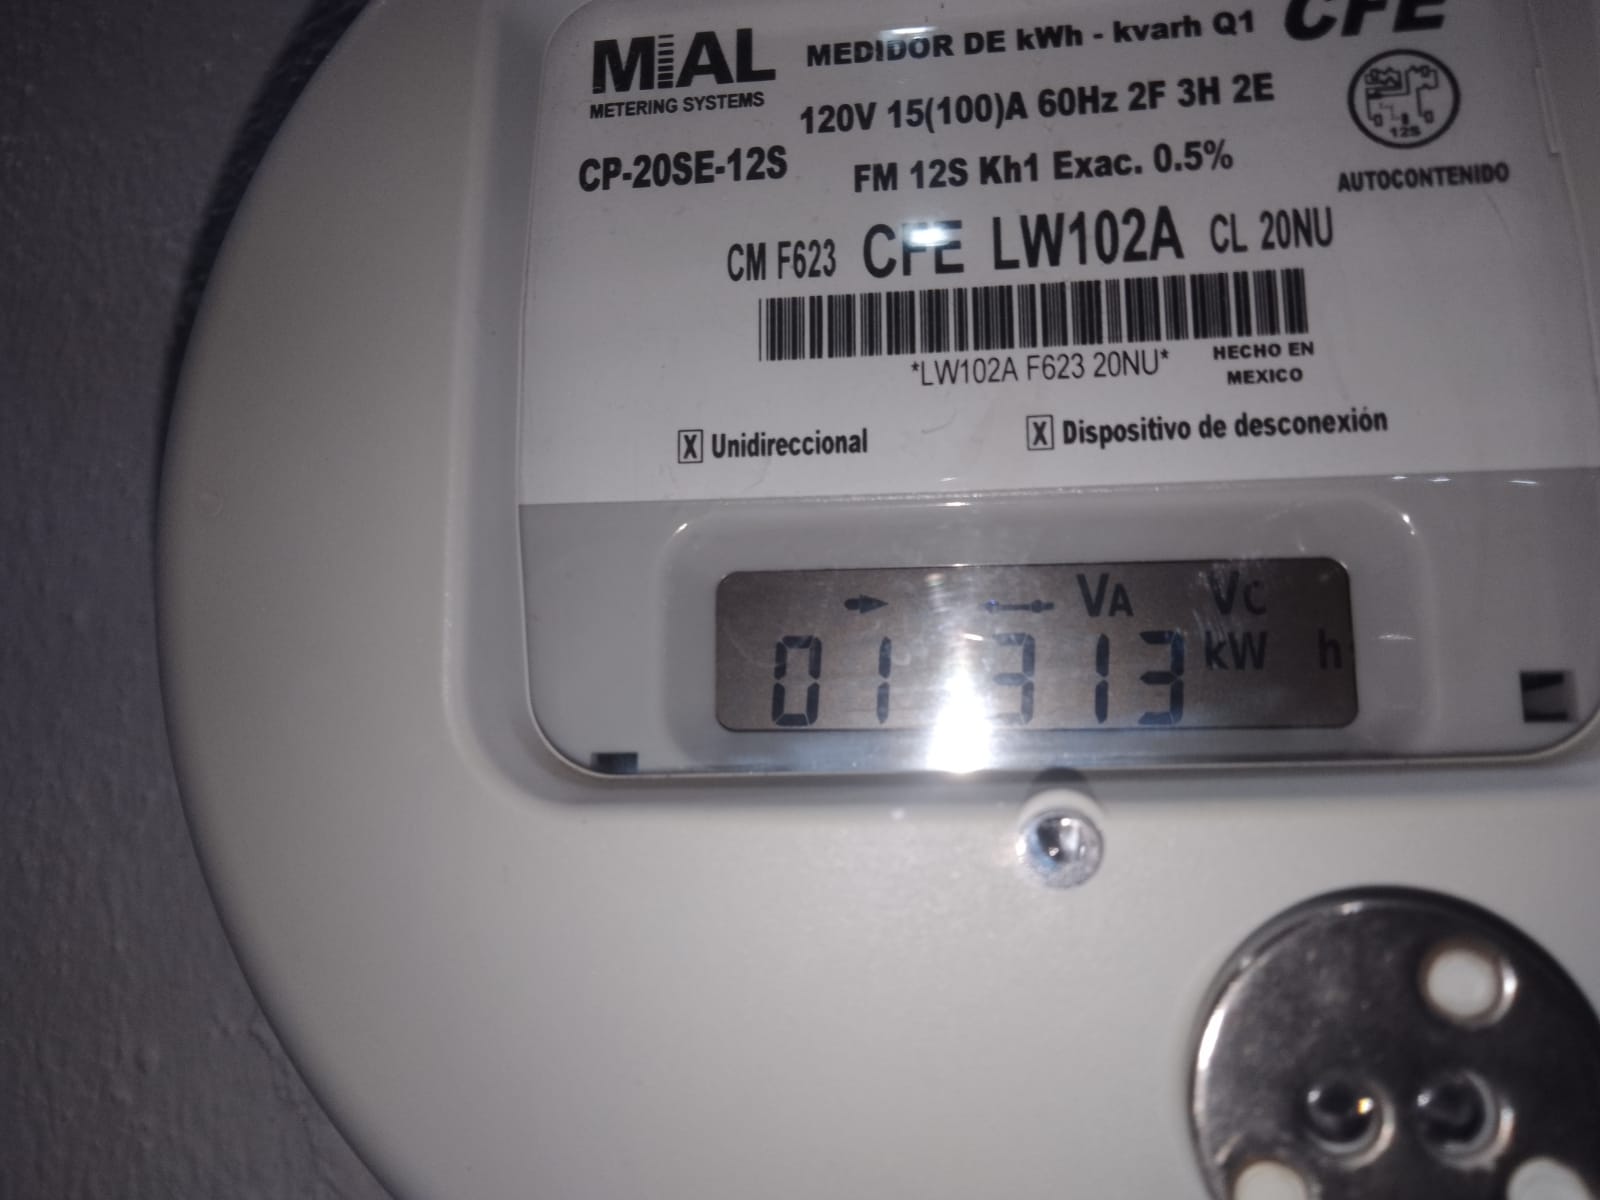 MIAL
METERING SYSTEMS
MEDIDOR DE kWh - kvarh Q1
CFE
120V 15(100)A 60Hz 2F 3H 2E
12S
CP-20SE-12S
FM 12S Kh1 Exac. 0.5%
AUTOCONTENIDO
CM F623 CFE LW102A CL 20NU
*LW102A F623 20NU*
HECHO EN
MEXICO
X Unidireccional
X Dispositivo de desconexión
VA VC
01 313 kW h